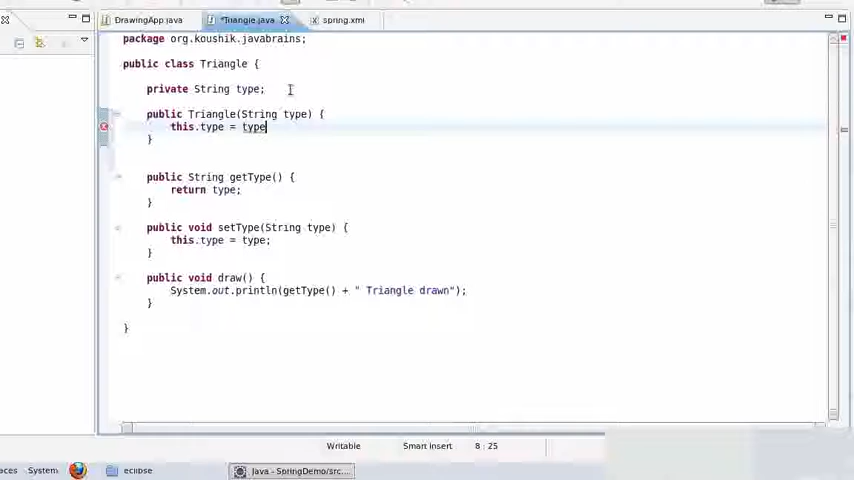 DrawingApp.java
*Triangle.java
spring.xml
package org.koushik.javabrains;
public class Triangle {
private String type;
public Triangle(String type) {
this.type = type
}
public String getType() {
return type;
}
public void setType(String type) {
this.type = type;
}
public void draw() {
System.out.println(getType() + " Triangle drawn");
}
}
Writable
Smart Insert
8 : 25
aces
System
eclipse
Java - SpringDemo/src...